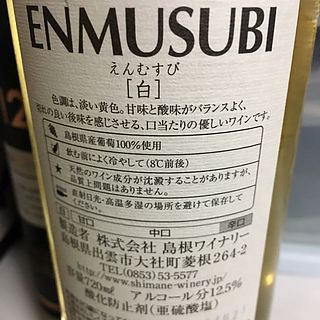 ENMUSUBI
えんむすび
[白]
色調は、淡い黄色。甘味と酸味がバランスよく、
切れの良い後味を感じさせる、口当たりの優しいワインです。
島根県産葡萄100%使用
飲む前によく冷やして(8℃前後)
天然のワイン成分が沈澱することがありますが、
品質上問題はありません。
直射日光・高温多湿の場所を避けて保存して
ください。
甘口 中口 辛口
製造者 株式会社 島根ワイナリー
島根県出雲市大社町菱根264-2
TEL(0853)53-5577
http://www.shimane-winery.jp/
容量720ml アルコール分12.5%
酸化防止剤(亜硫酸塩)